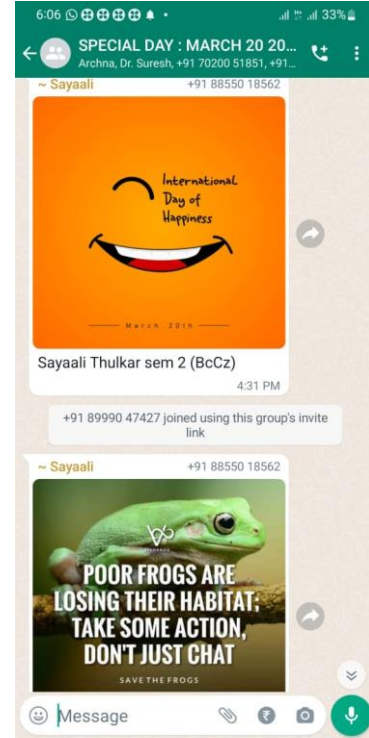 6:06
33%
SPECIAL DAY : MARCH 20 20...
Archna, Dr. Suresh, +91 70200 51851, +91...
~ Sayaali +91 88550 18562
International
Day of
Happiness
March 20th
Sayaali Thulkar sem 2 (BcCz)
4:31 PM
+91 89990 47427 joined using this group's invite
link
~ Sayaali +91 88550 18562
POOR FROGS ARE
LOSING THEIR HABITAT;
TAKE SOME ACTION,
DON'T JUST CHAT
SAVE THE FROGS
Message